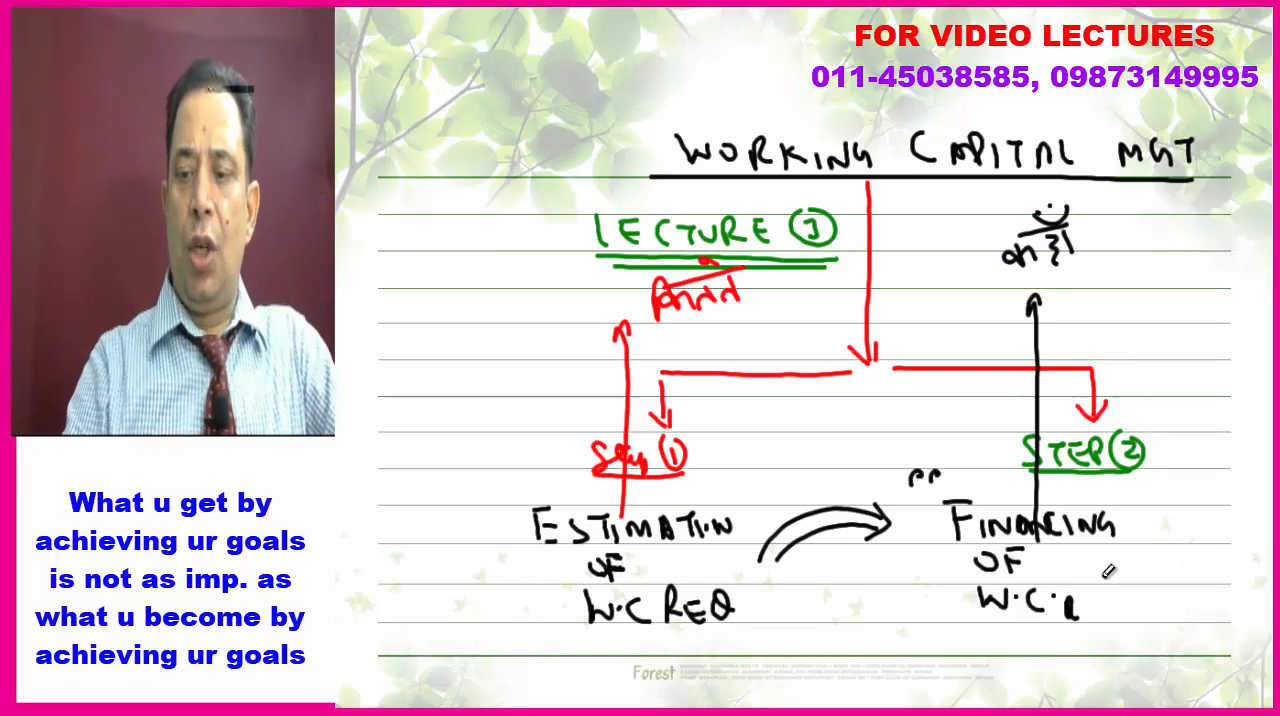 FOR VIDEO LECTURES
011-45038585, 09873149995
WORKING CAPITAL MGT
LECTURE
STEP (2)
ESTIMATION
OF
W.C REQ
FINANCING
OF
W.C.R
What u get by
achieving ur goals
is not as imp. as
what u become by
achieving ur goals
Forest